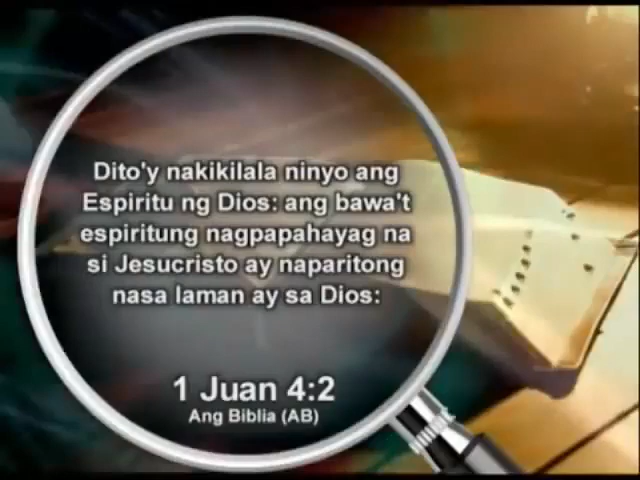 Dito'y nakikilala ninyo ang
Espiritu ng Dios: ang bawa't
espiritung nagpapahayag na
si Jesucristo ay naparitong
nasa laman ay sa Dios:
1 Juan 4:2
Ang Biblia (AB)